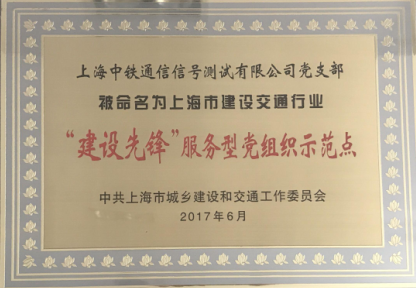 上海中铁通信信号测试有限公司党支部
被命名为上海市建设交通行业
“建设先锋”服务型党组织示范点
中共上海市城乡建设和交通工作委员会
2017年6月